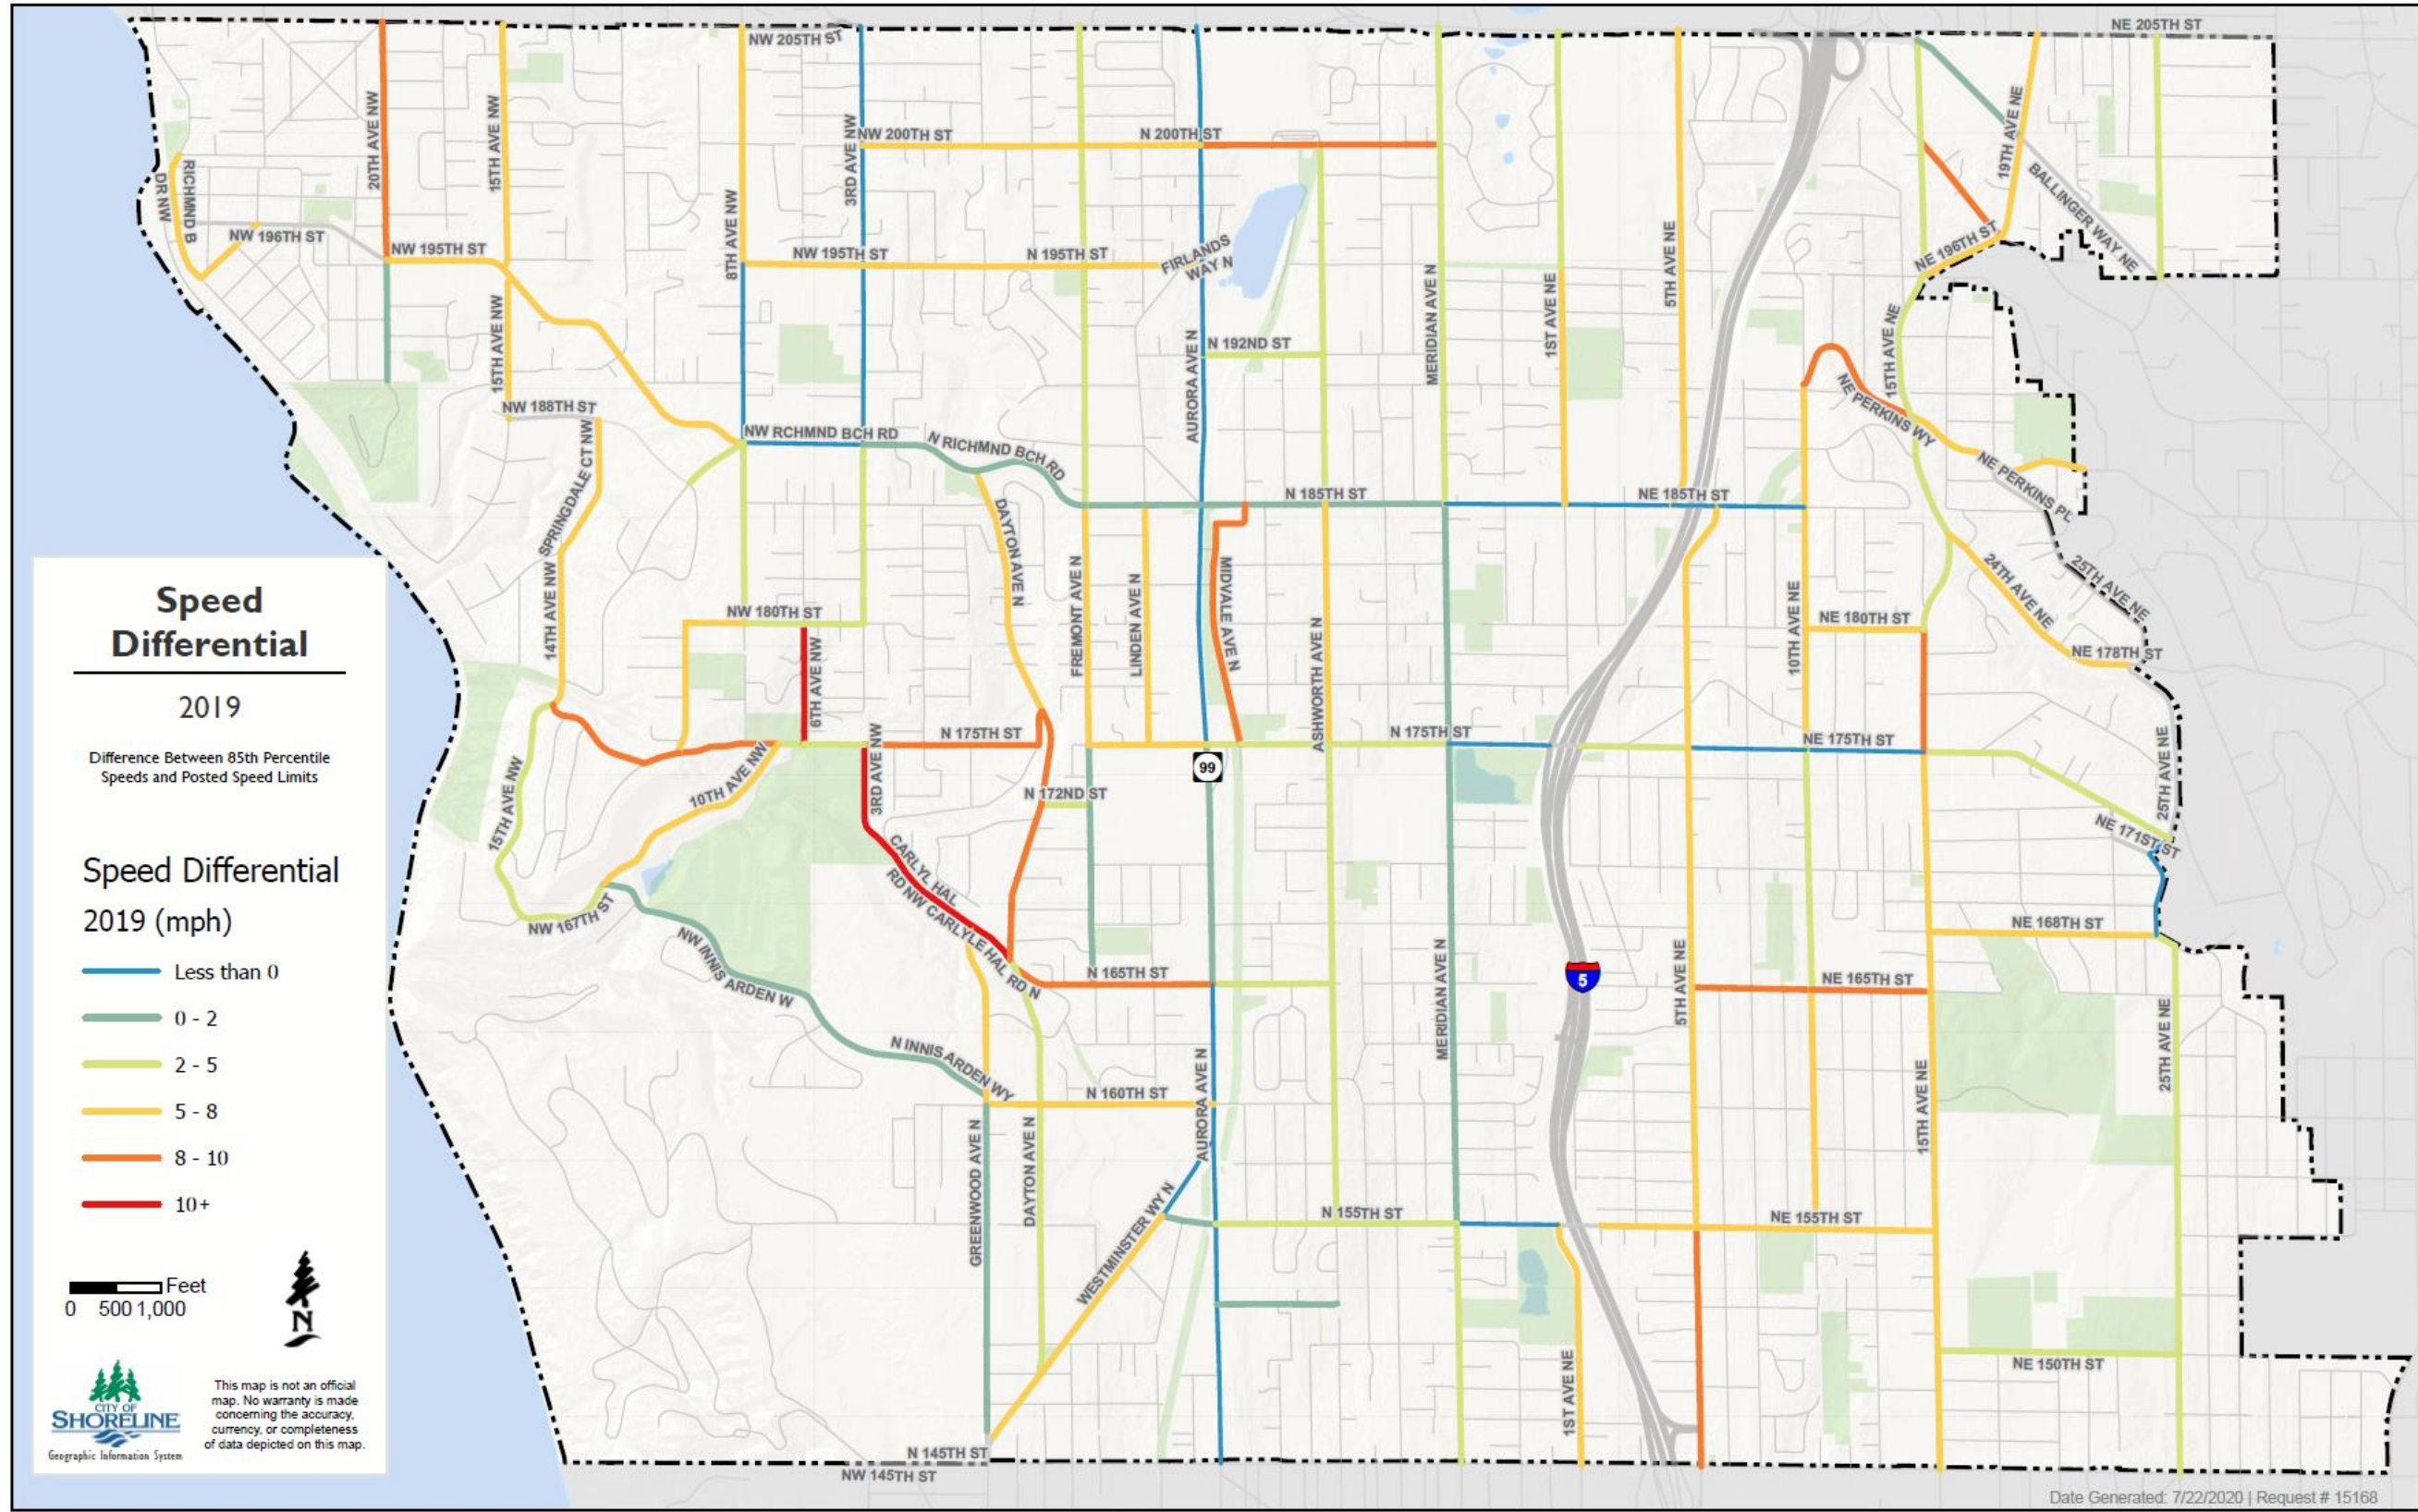 NW 205TH ST
NE 205TH ST
20TH AVE NW
15TH AVE NW
3RD AVE NW
NW 200TH ST
N 200TH ST
19TH AVE NE
RICHMND B
DR NW
NW 196TH ST
NW 195TH ST
8TH AVE NW
NW 195TH ST
N 195TH ST
FIRLANDS
WAY N
5TH AVE NE
BALLINGER WAY NE
NE 196TH ST
15TH AVE NW
AURORA AVE N
N 192ND ST
MERIDIAN AVE N
1ST AVE NE
15TH AVE NE
NW 188TH ST
NW RCHMND BCH RD
N RICHMND BCH RD
NE PERKINS WY
NE PERKINS PL
SPRINGDALE CT NW
14TH AVE NW
DAYTON AVE N
N 185TH ST
NE 185TH ST
FREMONT AVE N
LINDEN AVE N
MIDVALE AVE N
ASHWORTH AVE N
10TH AVE NE
24TH AVE NE
25TH AVE NE
NW 180TH ST
NE 180TH ST
6TH AVE NW
NE 178TH ST
3RD AVE NW
N 175TH ST
N 175TH ST
NE 175TH ST
10TH AVE NW
15TH AVE NW
99
N 172ND ST
25TH AVE NE
NE 171ST ST
CARLYL HAL
RD NW
CARLYLE HAL RD N
NW 167TH ST
NW INNIS ARDEN W
NE 168TH ST
N 165TH ST
5
NE 165TH ST
MERIDIAN AVE N
5TH AVE NE
25TH AVE NE
N INNIS ARDEN WY
N 160TH ST
AURORA AVE N
15TH AVE NE
GREENWOOD AVE N
DAYTON AVE N
WESTMINSTER WY N
N 155TH ST
NE 155TH ST
NE 150TH ST
1ST AVE NE
N 145TH ST
NW 145TH ST
Speed
Differential
2019
Difference Between 85th Percentile
Speeds and Posted Speed Limits
Speed Differential
2019 (mph)
Less than 0
0 - 2
2 - 5
5 - 8
8 - 10
10+
Feet
0 500 1,000
N
CITY OF
SHORELINE
Geographic Information System
This map is not an official
map. No warranty is made
concerning the accuracy,
currency, or completeness
of data depicted on this map.
Date Generated: 7/22/2020 | Request # 15168